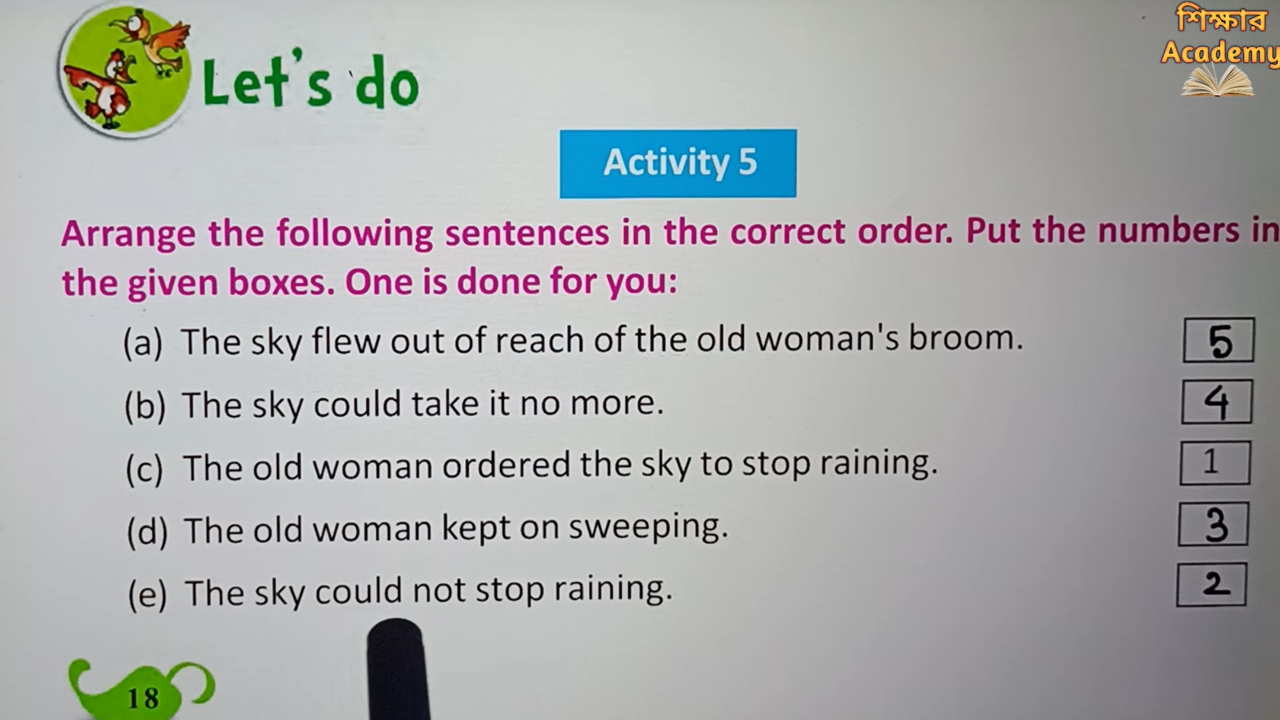 শিক্ষার
Academy
Let's do
Activity 5
Arrange the following sentences in the correct order. Put the numbers in
the given boxes. One is done for you:
(a) The sky flew out of reach of the old woman's broom. 5
(b) The sky could take it no more. 4
(c) The old woman ordered the sky to stop raining. 1
(d) The old woman kept on sweeping. 3
(e) The sky could not stop raining. 2
18